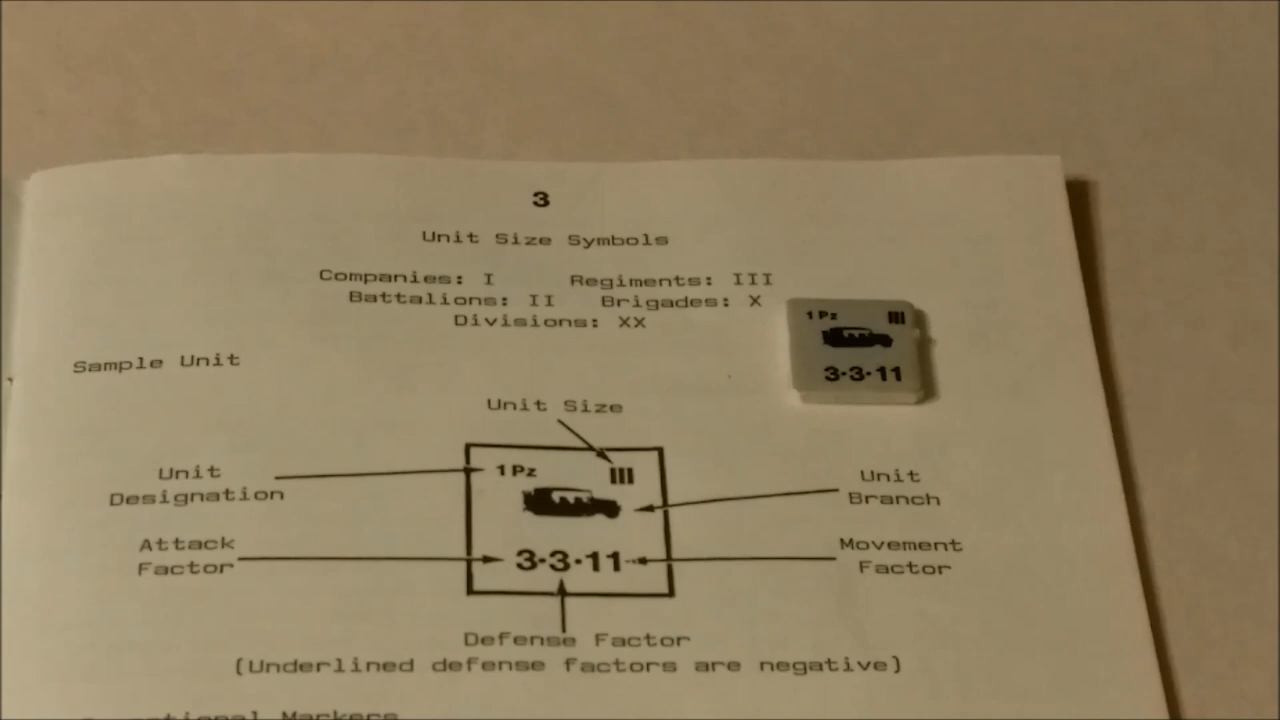 3
Unit Size Symbols
Companies: I Regiments: III
Battalions: II Brigades: X
Divisions: XX
1 Pz III
3·3·11
Sample Unit
Unit Size
Unit
Designation
1 Pz III
Unit
Branch
Attack
Factor
3·3·11
Movement
Factor
Defense Factor
(Underlined defense factors are negative)
Markers